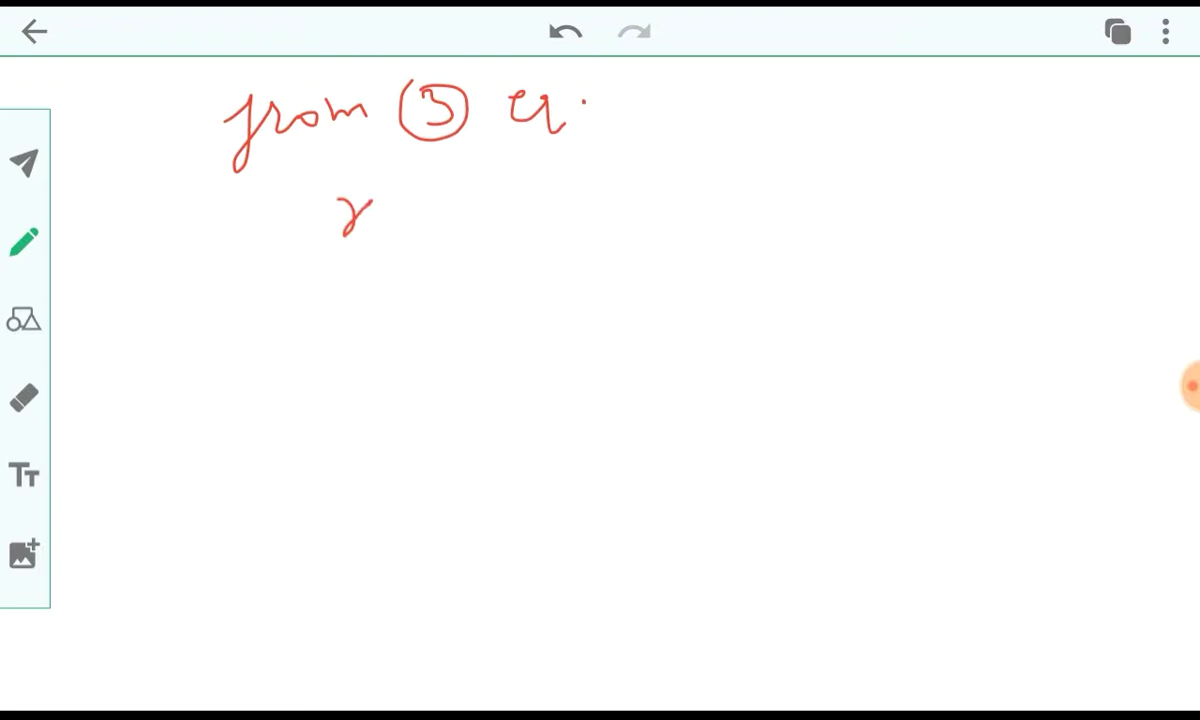 from ③ eq.
γ